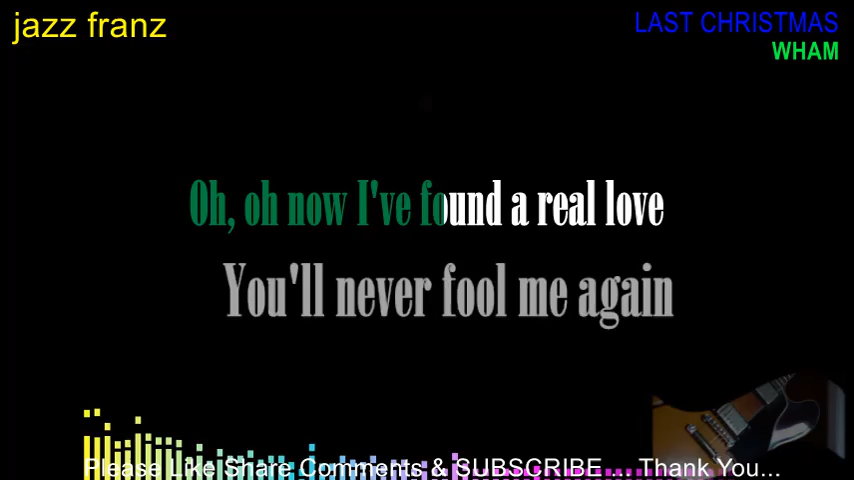 jazz franz
LAST CHRISTMAS
WHAM
Oh, oh now I've found a real love
You'll never fool me again
Please Like Share Comments & SUBSCRIBE ... Thank You...